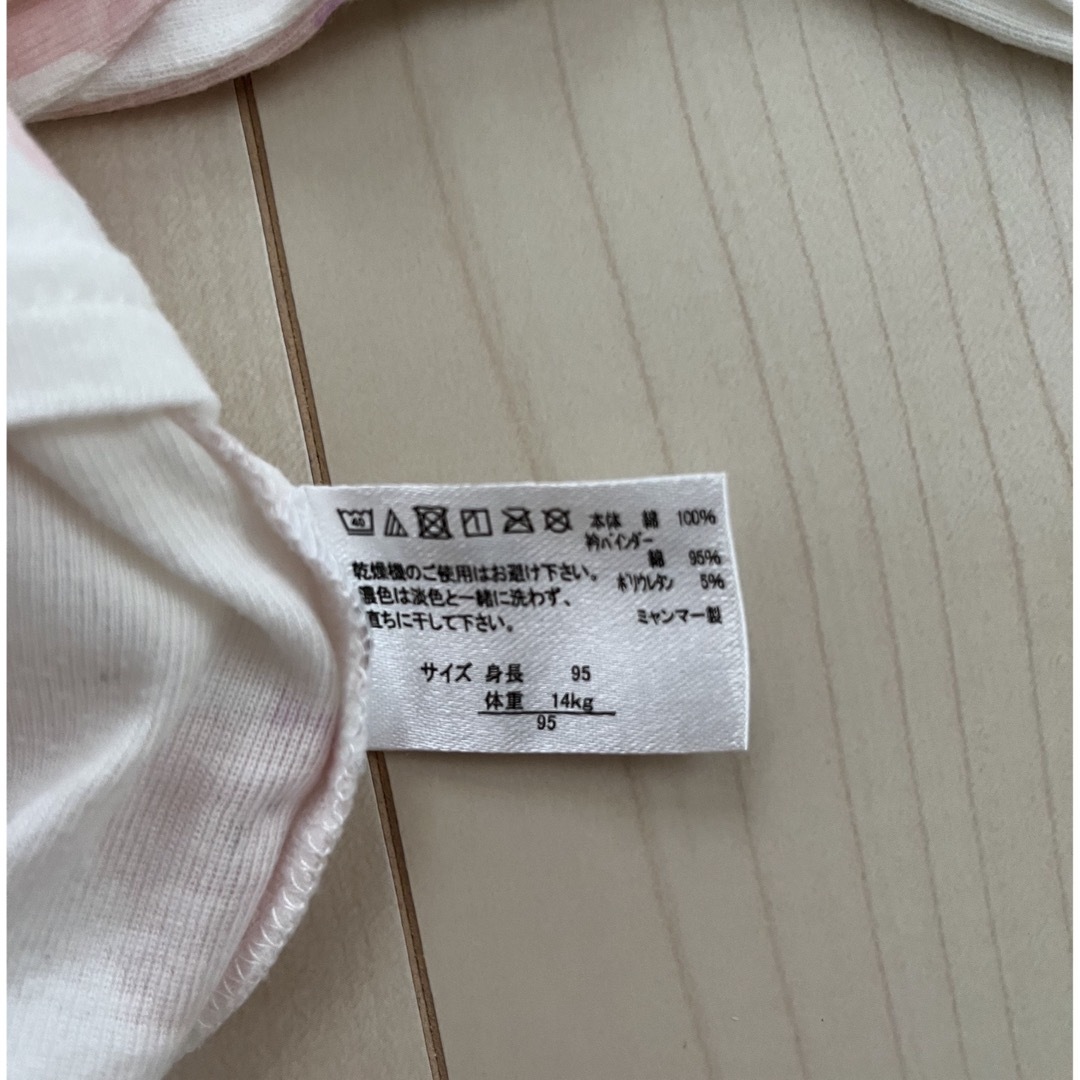 40
本体 綿 100%
衿バインダー
綿 95%
ポリウレタン 5%
ミャンマー製
乾燥機のご使用はお避け下さい。
濃色は淡色と一緒に洗わず、
直ちに干して下さい。
サイズ 身長 95
体重 14kg
95